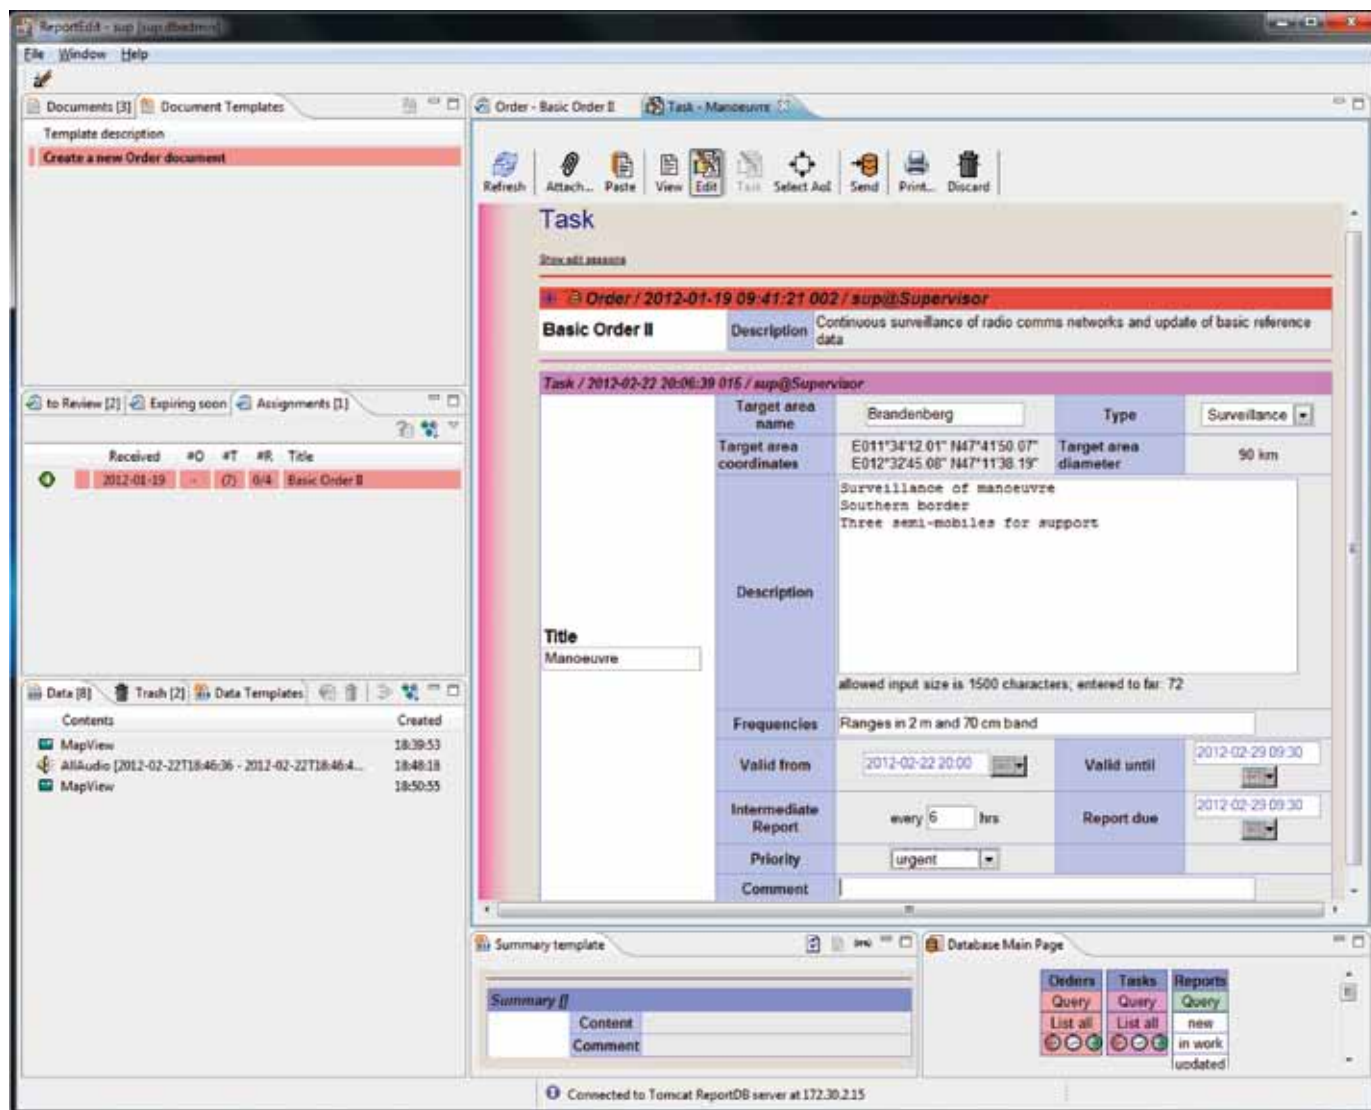 ReportEdit - sup [sup:dbadmin]
File Window Help
Documents [3] Document Templates
Template description
Create a new Order document
to Review [2] Expiring soon Assignments [1]
Received #O #T #R Title
2012-01-19 - (7) 0/4 Basic Order II
Data [8] Trash [2] Data Templates
Contents Created
MapView 18:39:53
AllAudio [2012-02-22T18:46:36 - 2012-02-22T18:46:4... 18:48:18
MapView 18:50:55
Order - Basic Order II Task - Manoeuvre
Refresh Attach... Paste View Edit Task Select AoI Send Print... Discard
Task
Show edit sessions
Order / 2012-01-19 09:41:21 002 / sup@Supervisor
Basic Order II Description Continuous surveillance of radio comms networks and update of basic reference
data
Task / 2012-02-22 20:06:39 016 / sup@Supervisor
Target area name Brandenberg Type Surveillance
Target area coordinates E011°34'12.01" N47°41'50.07"
E012°32'45.08" N47°11'38.19" Target area diameter 90 km
Title
Manoeuvre
Description
Surveillance of manoeuvre
Southern border
Three semi-mobiles for support
allowed input size is 1500 characters; entered to far: 72
Frequencies Ranges in 2 m and 70 cm band
Valid from 2012-02-22 20:00 Valid until 2012-02-29 09:30
Intermediate Report every 6 hrs Report due 2012-02-29 09:30
Priority urgent
Comment
Summary template
Summary []
Content
Comment
Database Main Page
Orders Tasks Reports
Query Query Query
List all List all new
in work
updated
Connected to Tomcat ReportDB server at 172.30.2.15